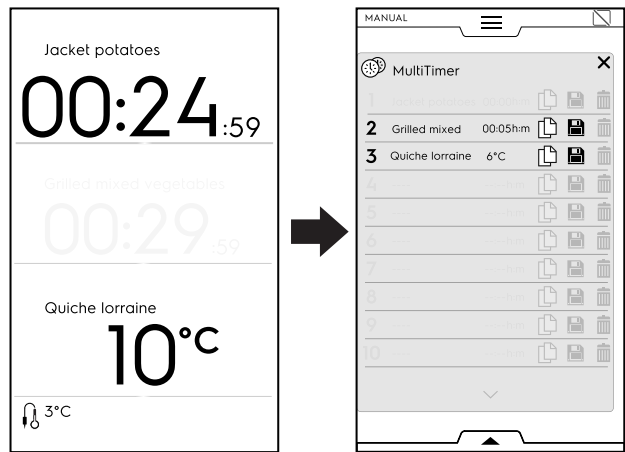 Jacket potatoes
00:24:59
Grilled mixed vegetables
00:29:59
Quiche lorraine
10°C
3°C
MANUAL
MultiTimer
1 Jacket potatoes 00:00h:m
2 Grilled mixed 00:05h:m
3 Quiche lorraine 6°C
4 --- --:--h:m
5 --- --:--h:m
6 --- --:--h:m
7 --- --:--h:m
8 --- --:--h:m
9 --- --:--h:m
10 --- --:--h:m